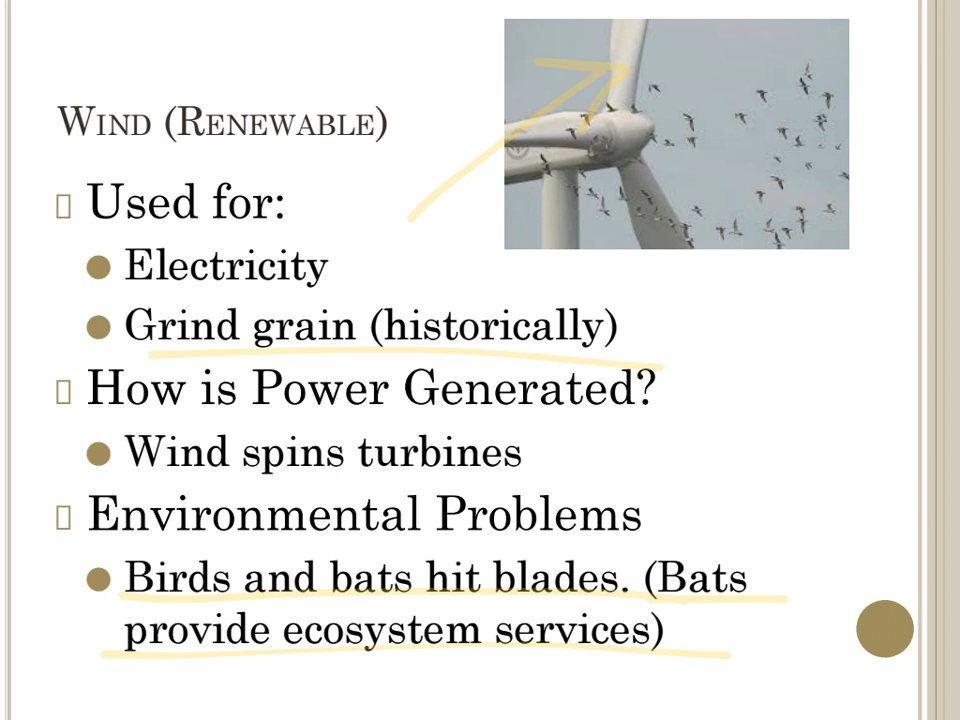 Wind (Renewable)
Used for:
Electricity
Grind grain (historically)
How is Power Generated?
Wind spins turbines
Environmental Problems
Birds and bats hit blades. (Bats
provide ecosystem services)